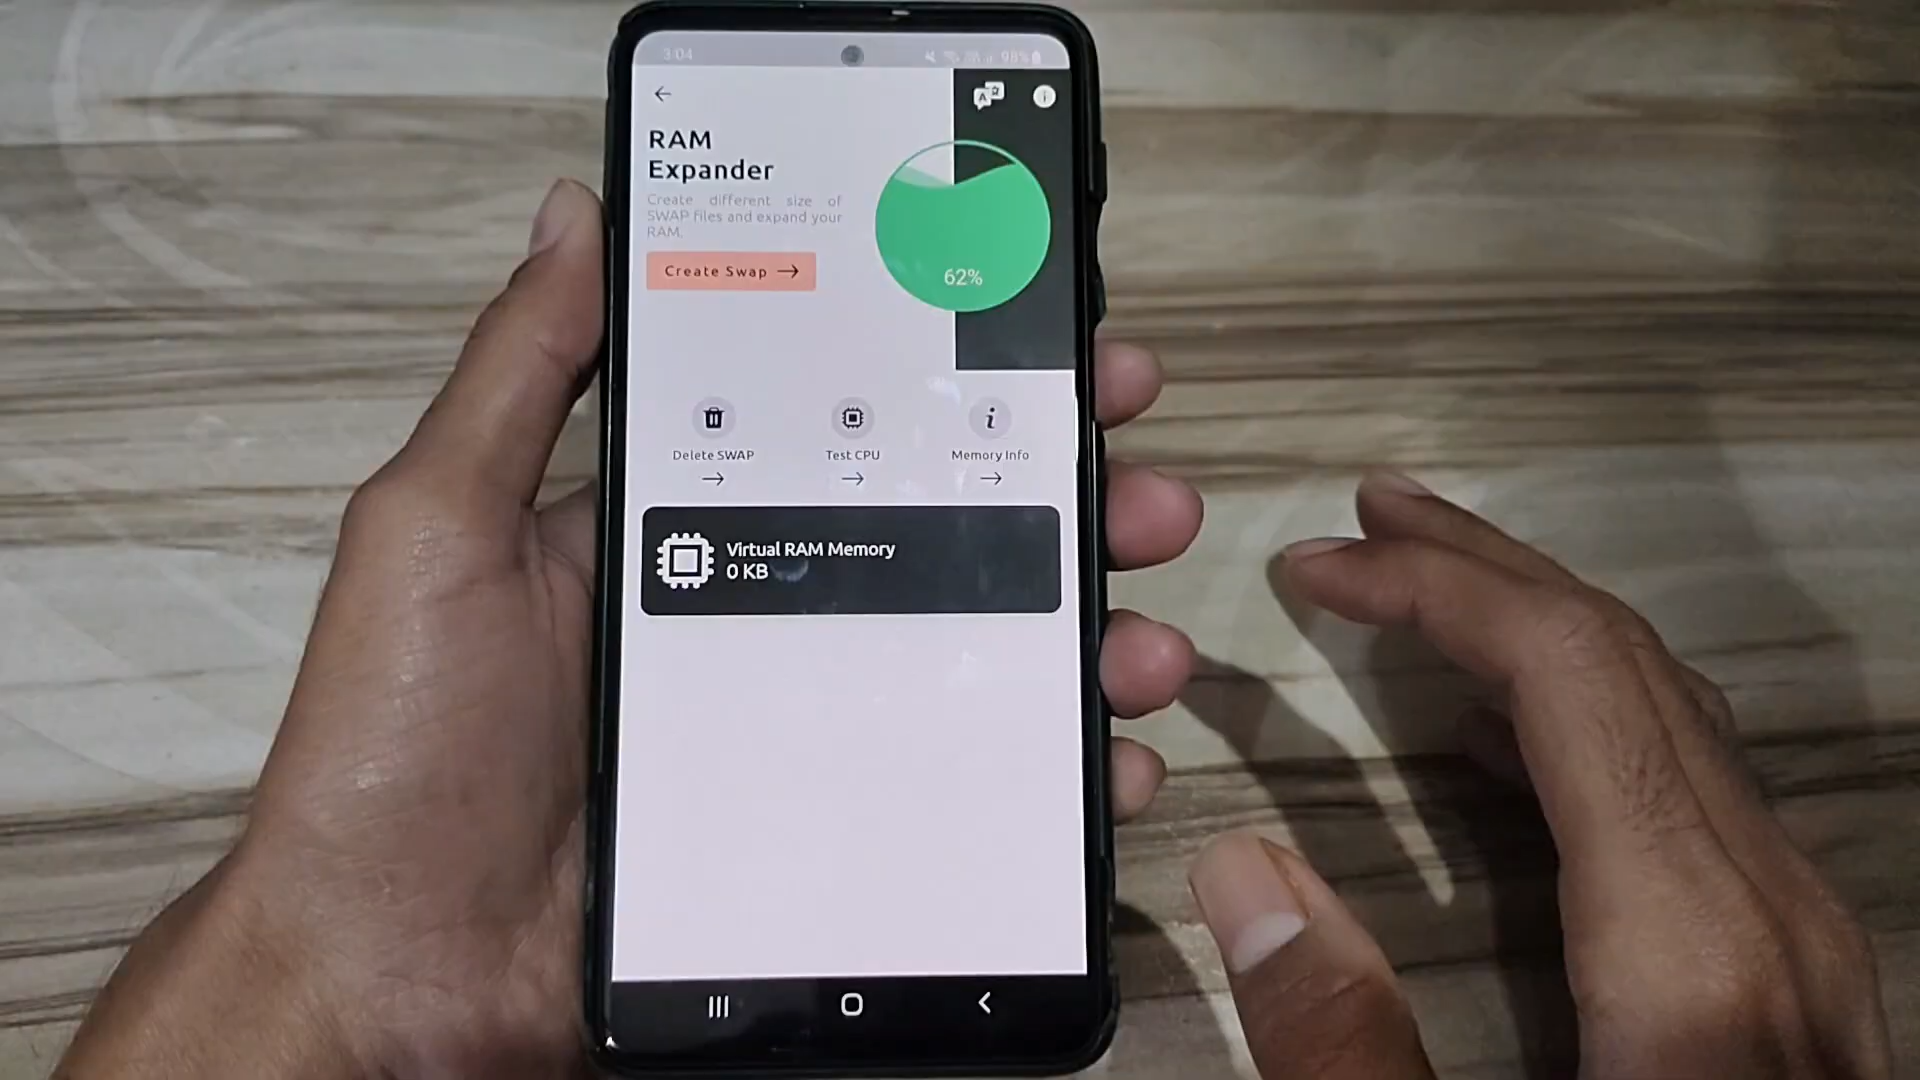 3:04
98%
RAM
Expander
Create different size of
SWAP files and expand your
RAM.
Create Swap →
62%
Delete SWAP
Test CPU
Memory Info
Virtual RAM Memory
0 KB